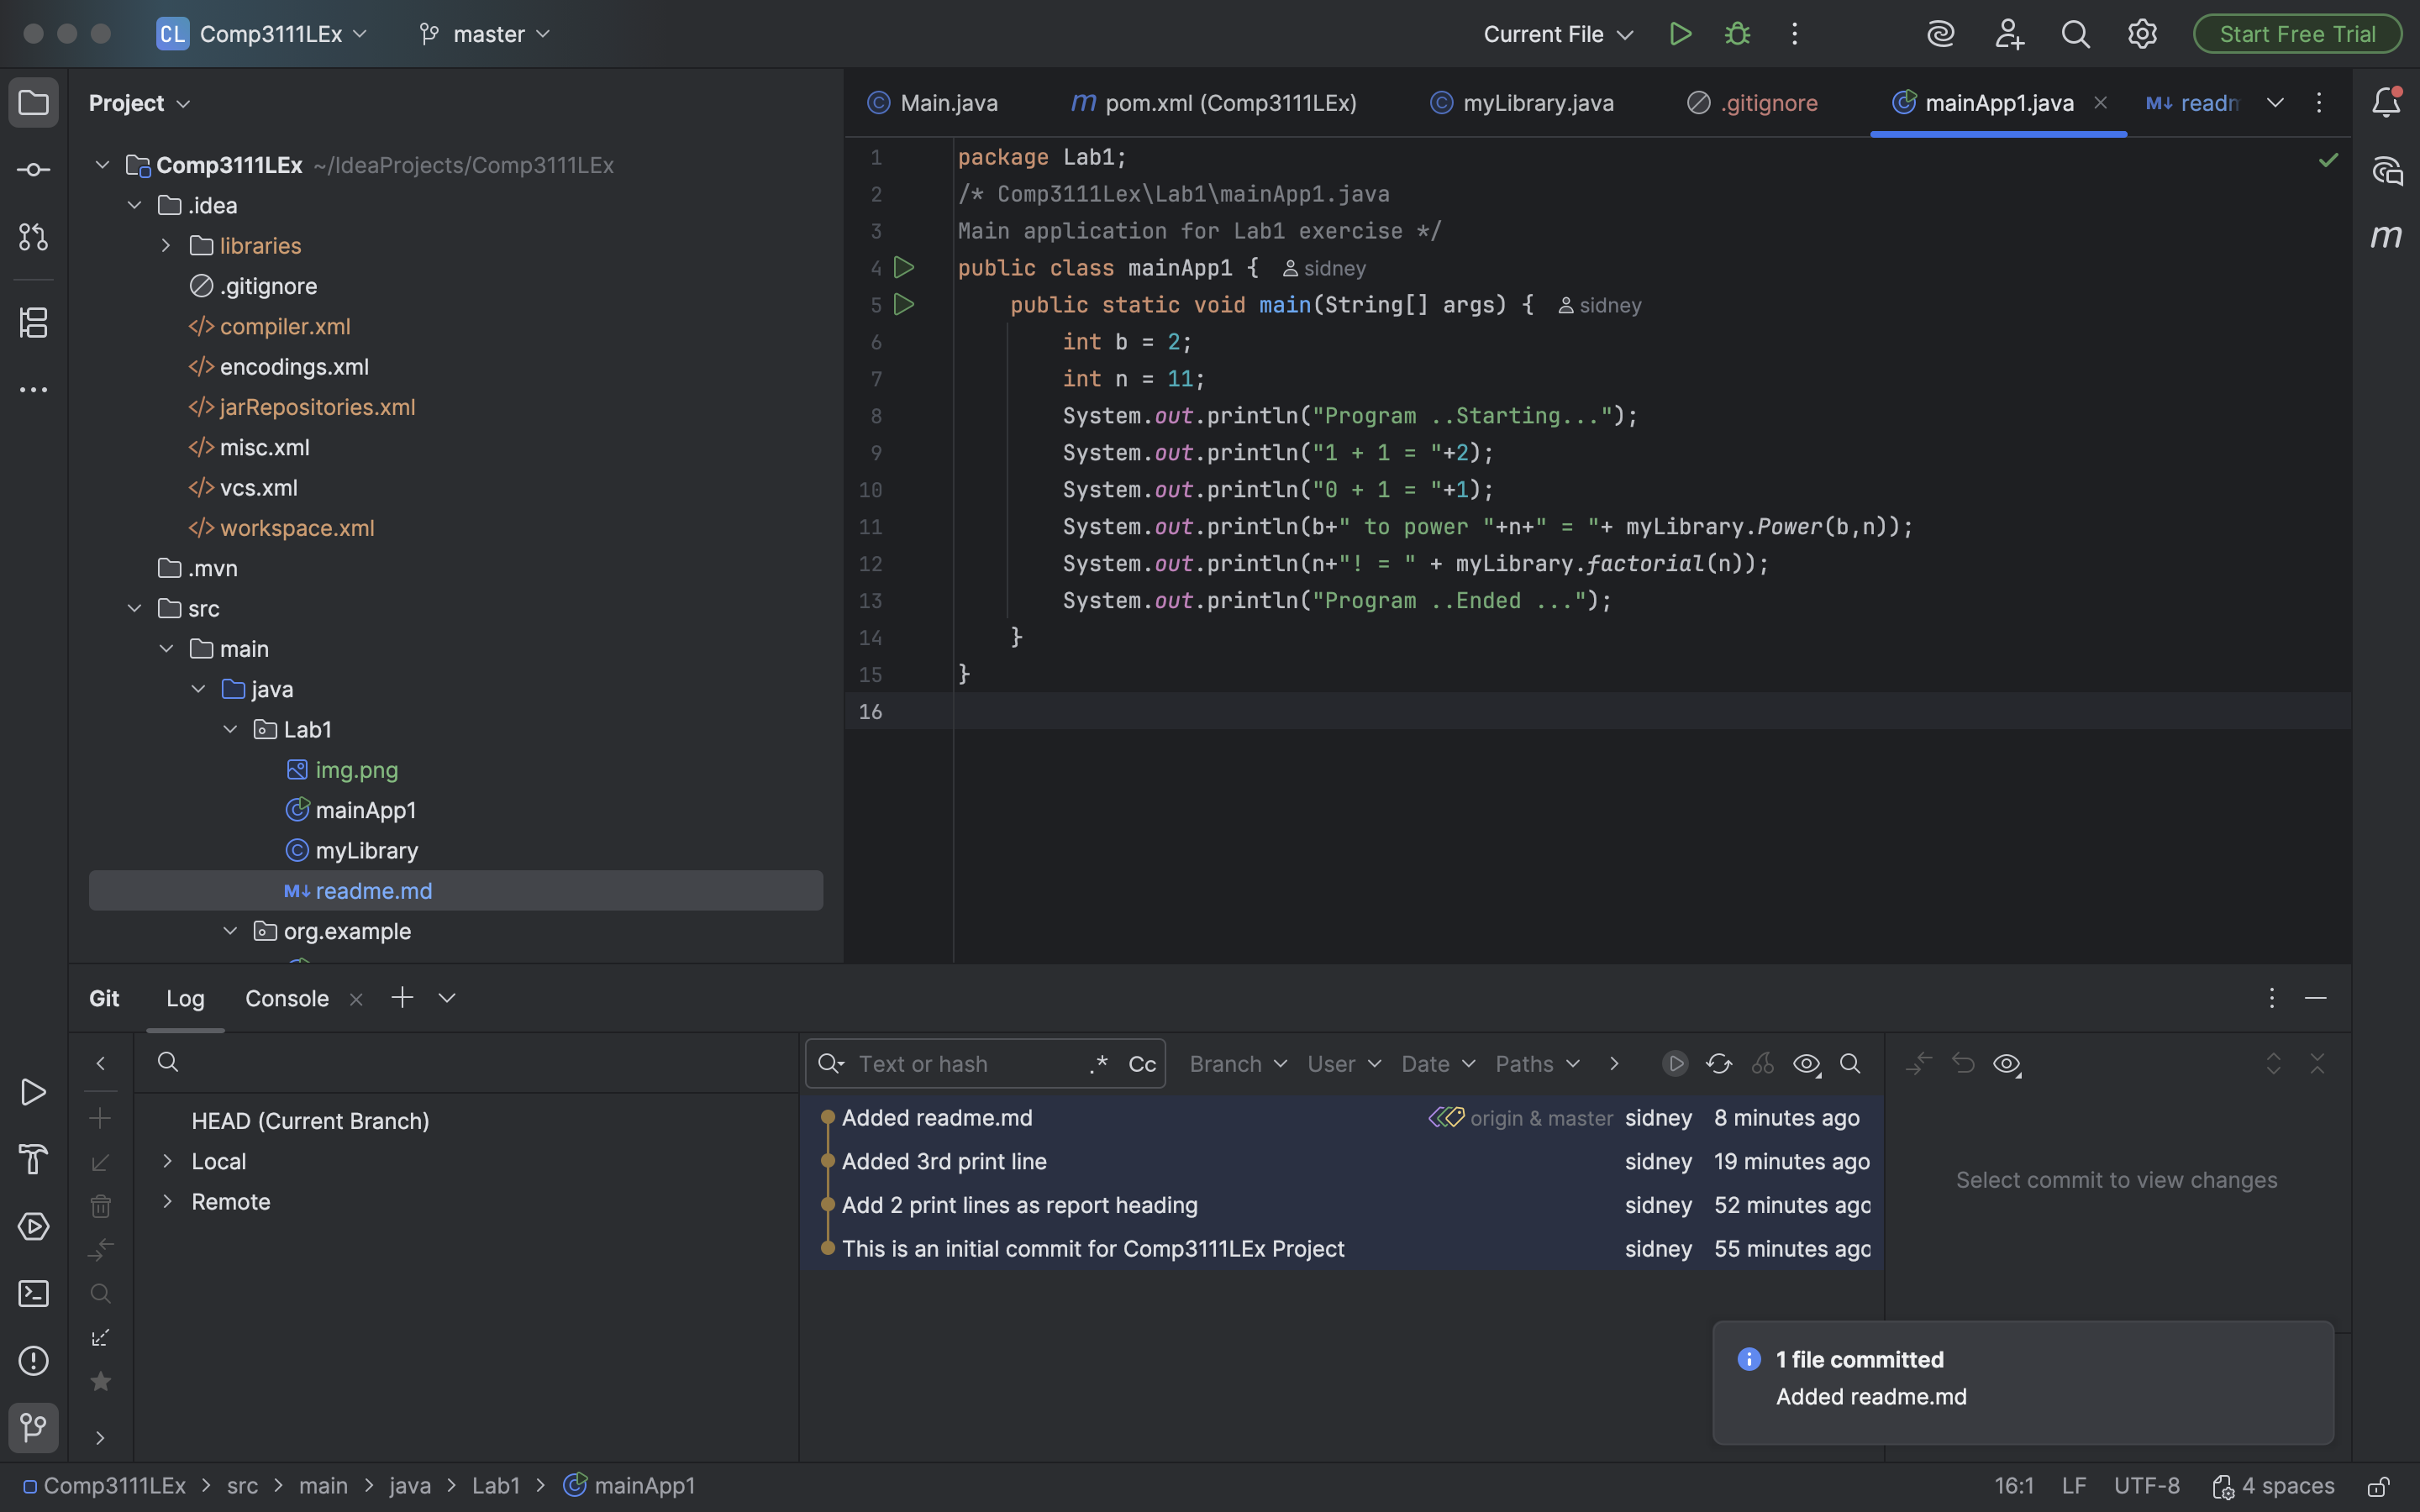 CL Comp3111LEx master Current File Start Free Trial
Project
Comp3111LEx ~/IdeaProjects/Comp3111LEx
.idea
libraries
.gitignore
</> compiler.xml
</> encodings.xml
</> jarRepositories.xml
</> misc.xml
</> vcs.xml
</> workspace.xml
.mvn
src
main
java
Lab1
img.png
mainApp1
myLibrary
M↓ readme.md
org.example
Main.java m pom.xml (Comp3111LEx) myLibrary.java .gitignore mainApp1.java M↓
1 package Lab1;
2 /* Comp3111Lex\Lab1\mainApp1.java
3 Main application for Lab1 exercise */
4 public class mainApp1 { sidney
5 public static void main(String[] args) { sidney
6 int b = 2;
7 int n = 11;
8 System.out.println("Program ..Starting...");
9 System.out.println("1 + 1 = "+2);
10 System.out.println("0 + 1 = "+1);
11 System.out.println(b+" to power "+n+" = "+ myLibrary.Power(b,n));
12 System.out.println(n+"! = " + myLibrary.factorial(n));
13 System.out.println("Program ..Ended ...");
14 }
15 }
16
m
Git Log Console
HEAD (Current Branch)
Local
Remote
Text or hash .* Cc Branch User Date Paths
Added readme.md origin & master sidney 8 minutes ago
Added 3rd print line sidney 19 minutes ago
Add 2 print lines as report heading sidney 52 minutes ago
This is an initial commit for Comp3111LEx Project sidney 55 minutes ago
Select commit to view changes
1 file committed
Added readme.md
Comp3111LEx > src > main > java > Lab1 > mainApp1 16:1 LF UTF-8 4 spaces